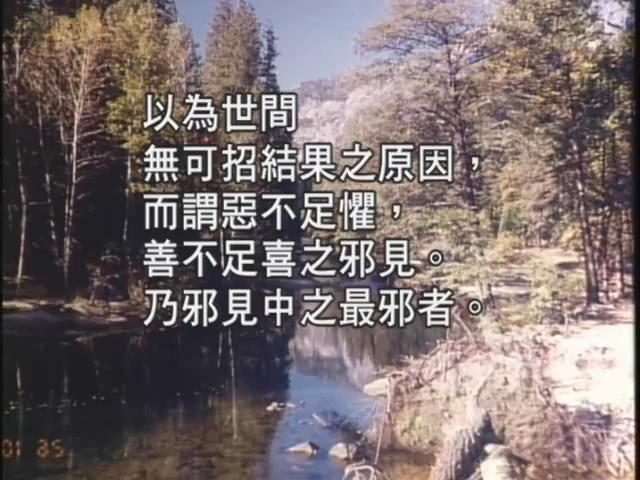 以為世間
無可招結果之原因，
而謂惡不足懼，
善不足喜之邪見。
乃邪見中之最邪者。
01 85